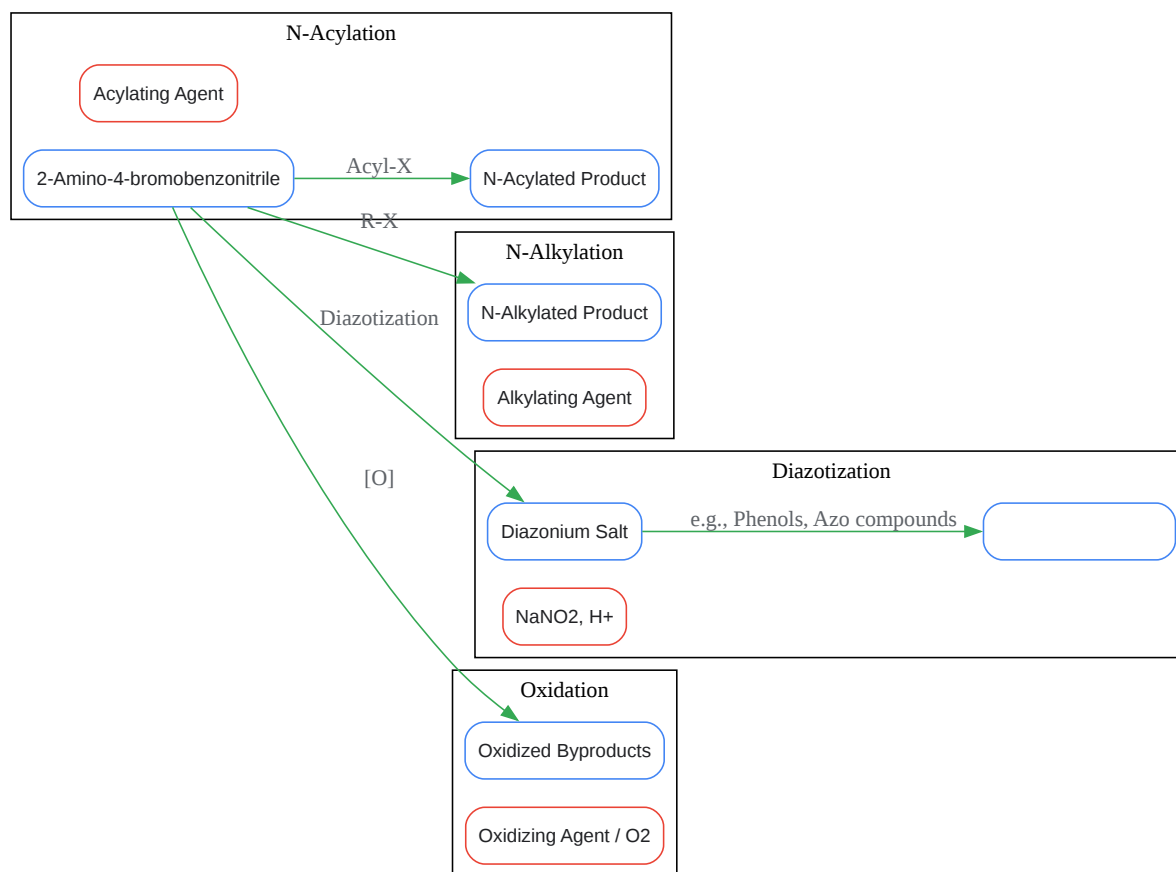 N-Acylation
Acylating Agent
2-Amino-4-bromobenzonitrile
Acyl-X
N-Acylated Product
R-X
N-Alkylation
N-Alkylated Product
Diazotization
Alkylating Agent
Diazotization
[O]
Diazonium Salt
e.g., Phenols, Azo compounds
NaNO2, H+
Oxidation
Oxidized Byproducts
Oxidizing Agent / O2